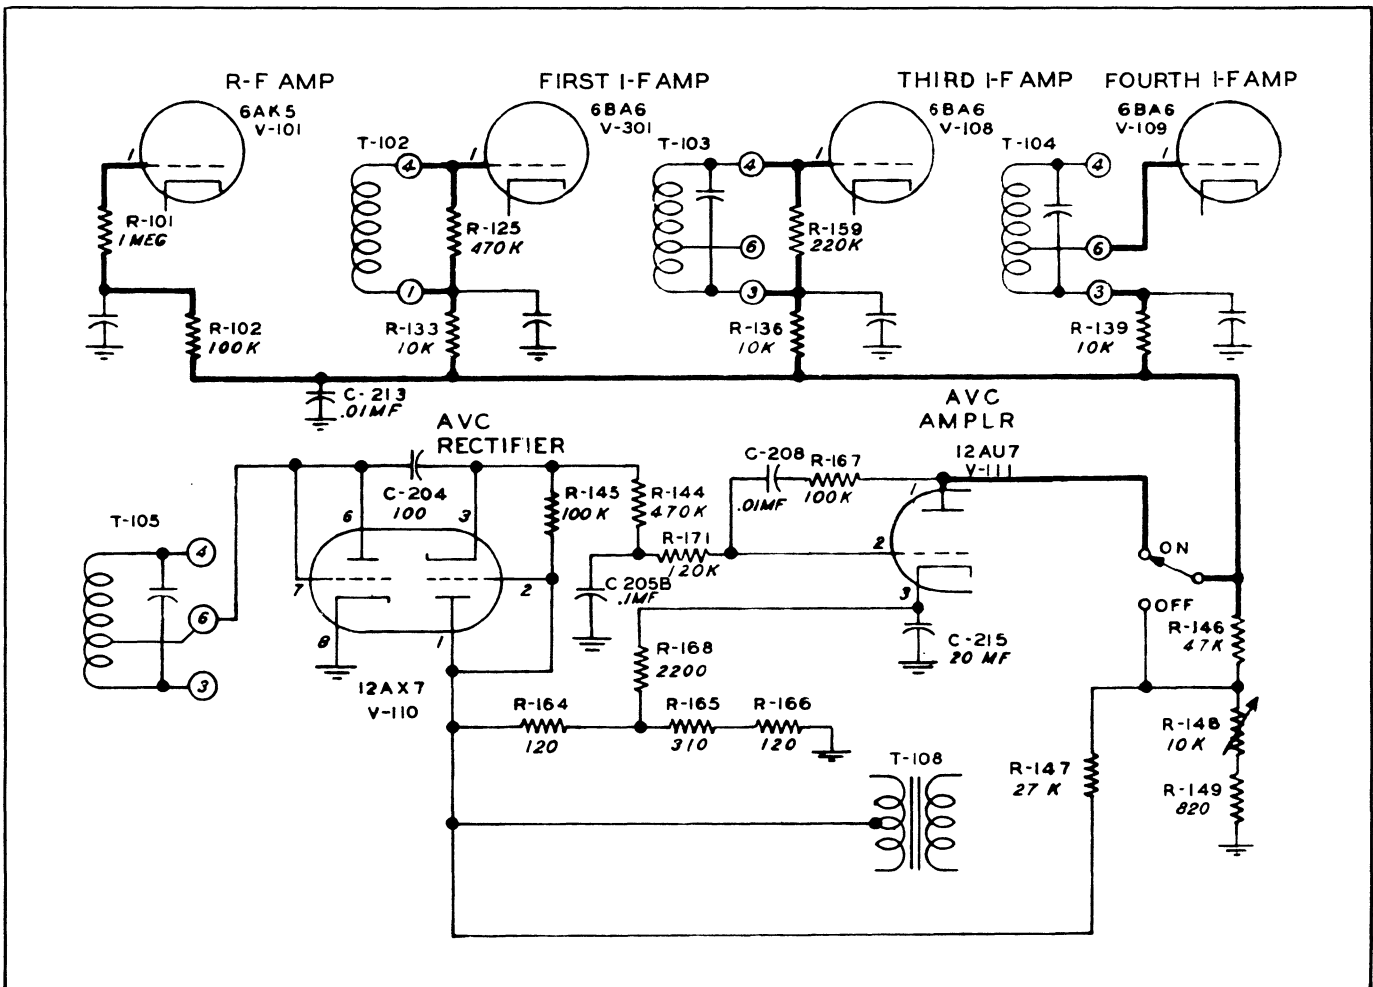 R-F AMP
6AK5
V-101
1
R-101
1 MEG
R-102
100K
FIRST I-F AMP
6BA6
V-301
T-102
4
1
1
R-125
470K
R-133
10K
THIRD I-F AMP
6BA6
V-108
T-103
4
6
3
1
R-159
220K
R-136
10K
FOURTH I-F AMP
6BA6
V-109
T-104
4
6
3
1
R-139
10K
C-213
.01MF
AVC
RECTIFIER
C-204
100
6
3
7
2
8
1
12AX7
V-110
T-105
4
6
3
R-145
100K
R-144
470K
R-171
120K
C 205B
.1MF
C-208
.01MF
R-167
100K
AVC
AMPLR
12AU7
V-111
1
2
3
C-215
20 MF
R-168
2200
R-164
120
R-165
310
R-166
120
T-108
ON
OFF
R-146
47K
R-148
10K
R-149
820
R-147
27K